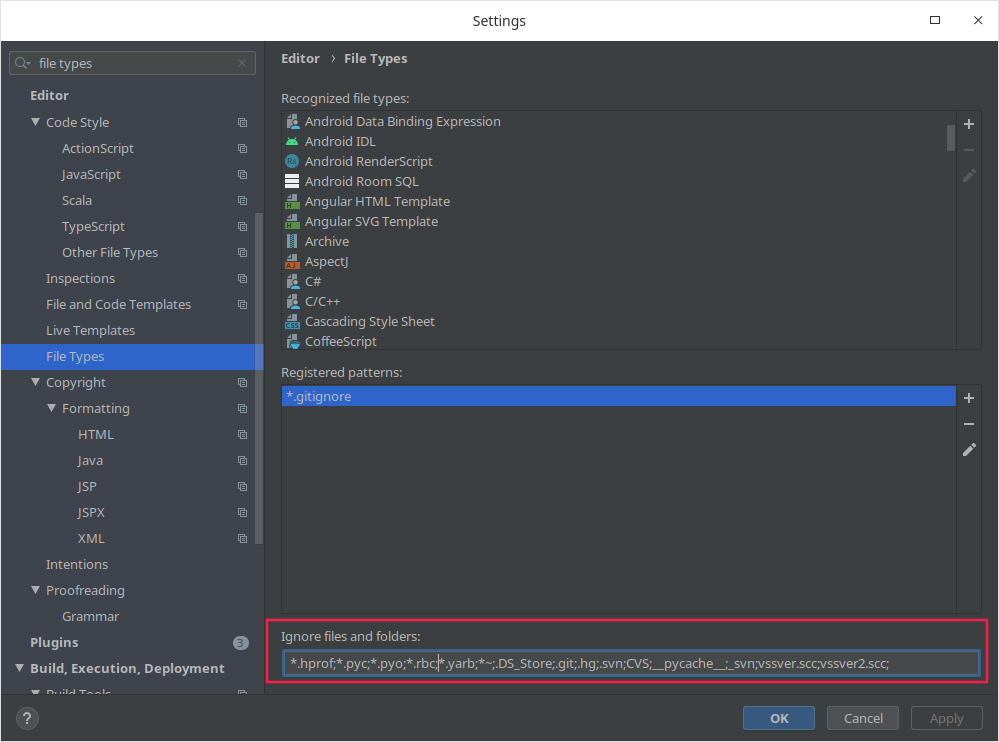 Settings
file types
Editor
Code Style
ActionScript
JavaScript
Scala
TypeScript
Other File Types
Inspections
File and Code Templates
Live Templates
File Types
Copyright
Formatting
HTML
Java
JSP
JSPX
XML
Intentions
Proofreading
Grammar
Plugins 3
Build, Execution, Deployment
Build Tools
Editor › File Types
Recognized file types:
Android Data Binding Expression
Android IDL
Rs Android RenderScript
Android Room SQL
H Angular HTML Template
H Angular SVG Template
Archive
AJ AspectJ
C#
C/C++
CSS Cascading Style Sheet
CoffeeScript
Registered patterns:
*.gitignore
Ignore files and folders:
*.hprof;*.pyc;*.pyo;*.rbc;*.yarb;*~;.DS_Store;.git;.hg;.svn;CVS;__pycache__;_svn;vssver.scc;vssver2.scc;
?
OK
Cancel
Apply